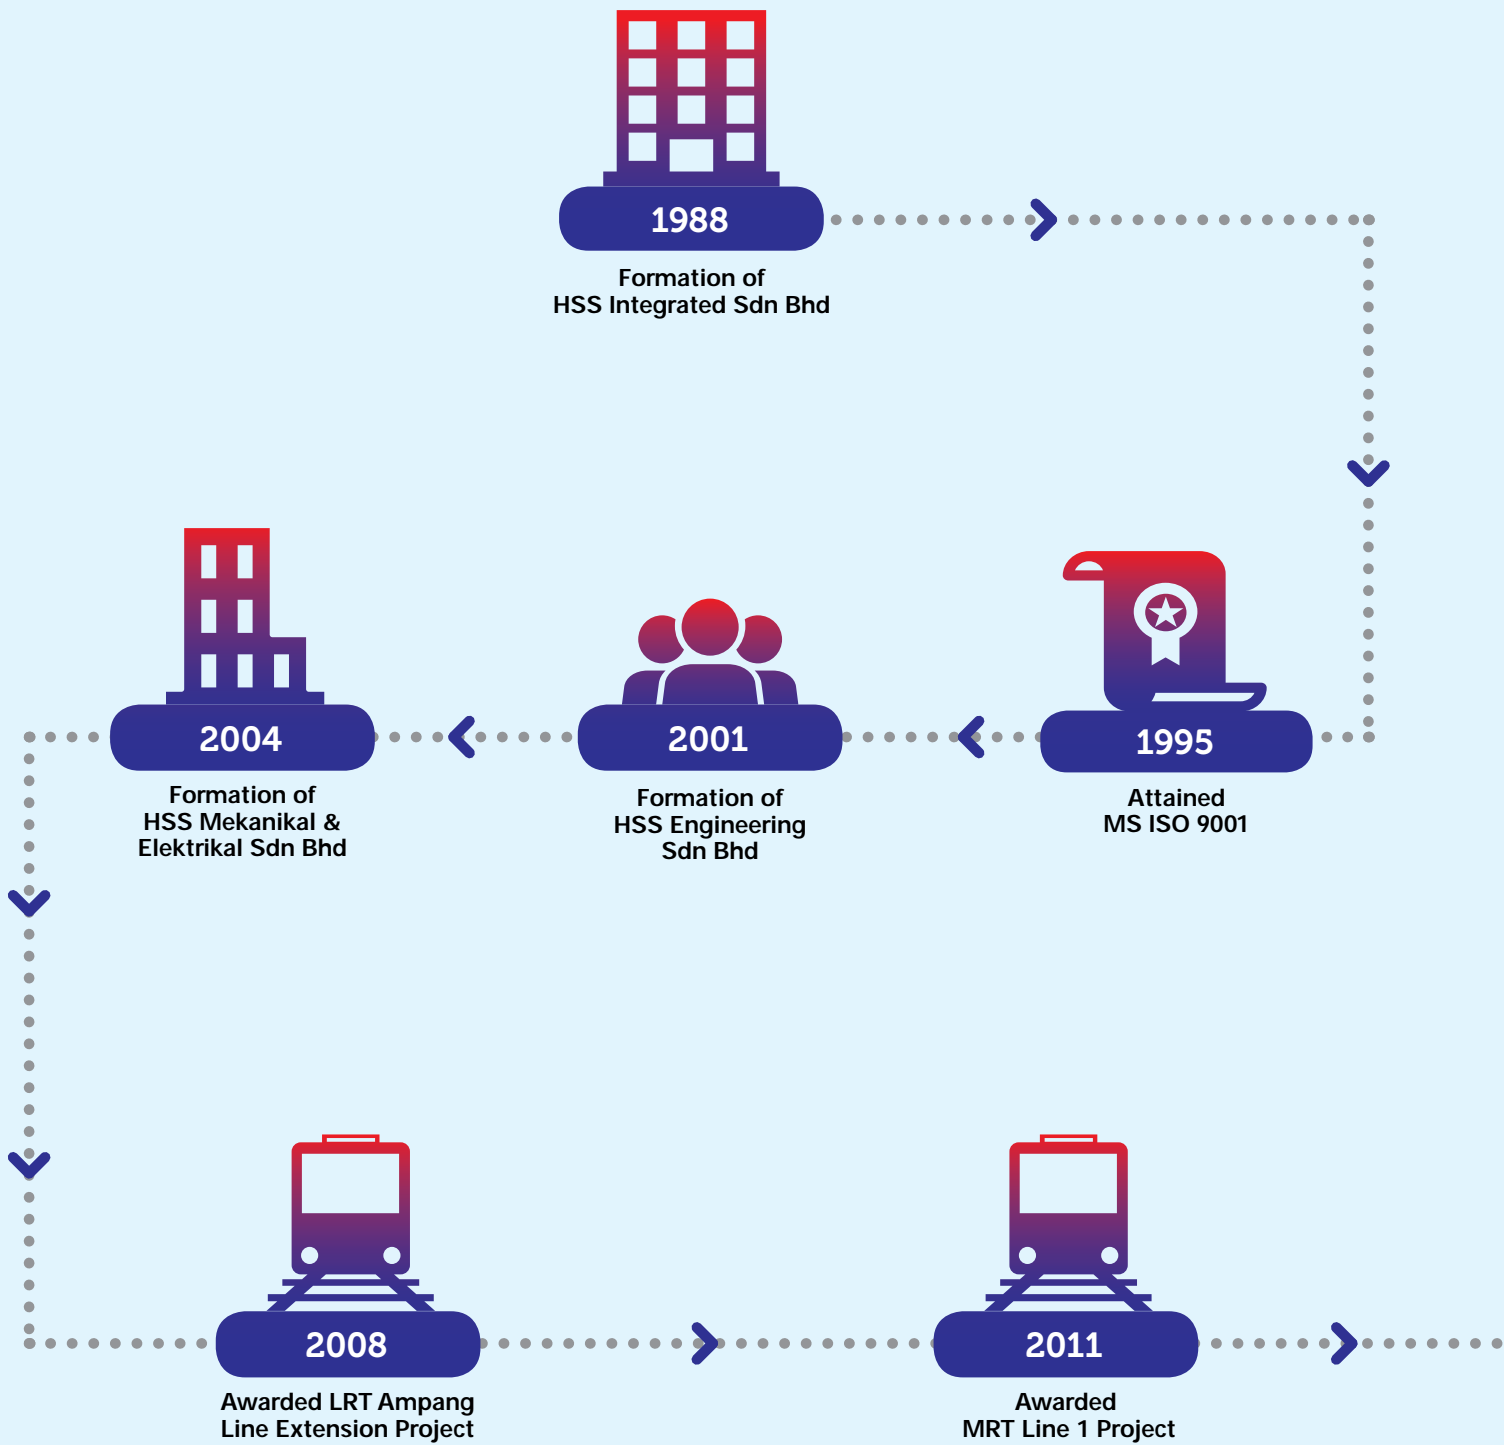 1988
Formation of
HSS Integrated Sdn Bhd
1995
Attained
MS ISO 9001
2001
Formation of
HSS Engineering
Sdn Bhd
2004
Formation of
HSS Mekanikal &
Elektrikal Sdn Bhd
2008
Awarded LRT Ampang
Line Extension Project
2011
Awarded
MRT Line 1 Project